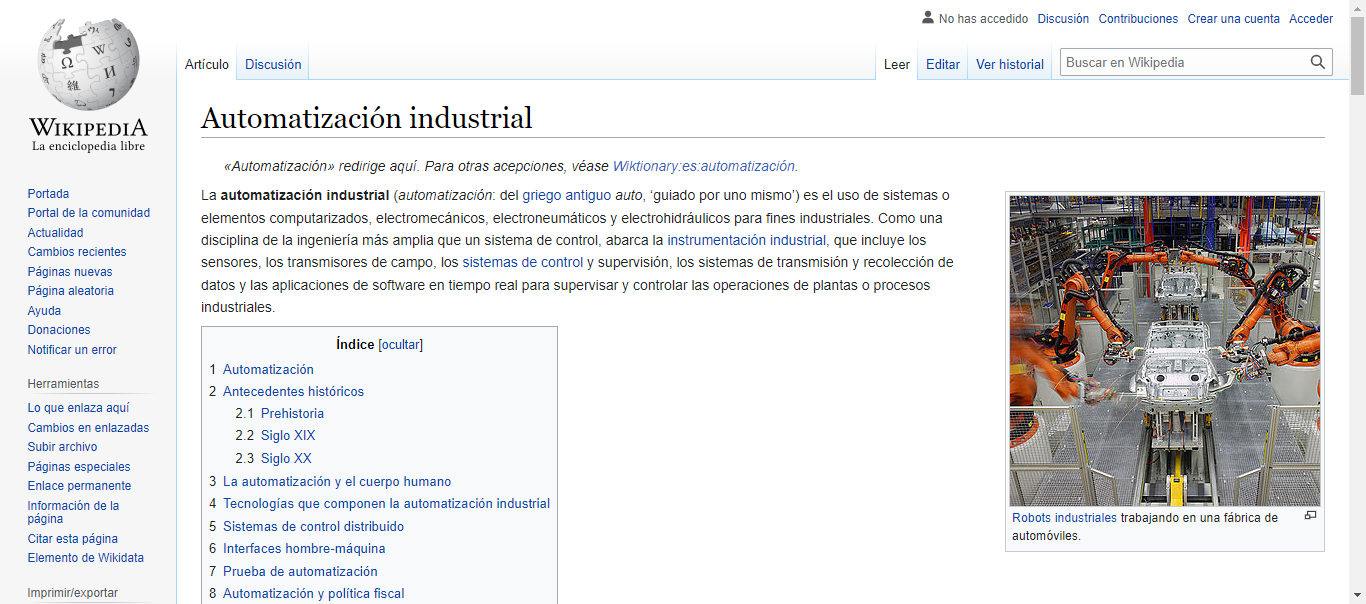 No ha accedido Discusión Contribuciones Crear una cuenta Acceder
Artículo Discusión Leer Editar Ver historial Buscar en Wikipedia
WIKIPEDIA
La enciclopedia libre
Portada
Portal de la comunidad
Actualidad
Cambios recientes
Páginas nuevas
Página aleatoria
Ayuda
Donaciones
Notificar un error
Herramientas
Lo que enlaza aquí
Cambios en enlazadas
Subir archivo
Páginas especiales
Enlace permanente
Información de la
página
Citar esta página
Elemento de Wikidata
Imprimir/exportar
Automatización industrial
«Automatización» redirige aquí. Para otras acepciones, véase Wiktionary:es:automatización.
La automatización industrial (automatización: del griego antiguo auto, ‘guiado por uno mismo’) es el uso de sistemas o
elementos computarizados, electromecánicos, electroneumáticos y electrohidráulicos para fines industriales. Como una
disciplina de la ingeniería más amplia que un sistema de control, abarca la instrumentación industrial, que incluye los
sensores, los transmisores de campo, los sistemas de control y supervisión, los sistemas de transmisión y recolección de
datos y las aplicaciones de software en tiempo real para supervisar y controlar las operaciones de plantas o procesos
industriales.
Índice [ocultar]
1 Automatización
2 Antecedentes históricos
2.1 Prehistoria
2.2 Siglo XIX
2.3 Siglo XX
3 La automatización y el cuerpo humano
4 Tecnologías que componen la automatización industrial
5 Sistemas de control distribuido
6 Interfaces hombre-máquina
7 Prueba de automatización
8 Automatización y política fiscal
Robots industriales trabajando en una fábrica de
automóviles.